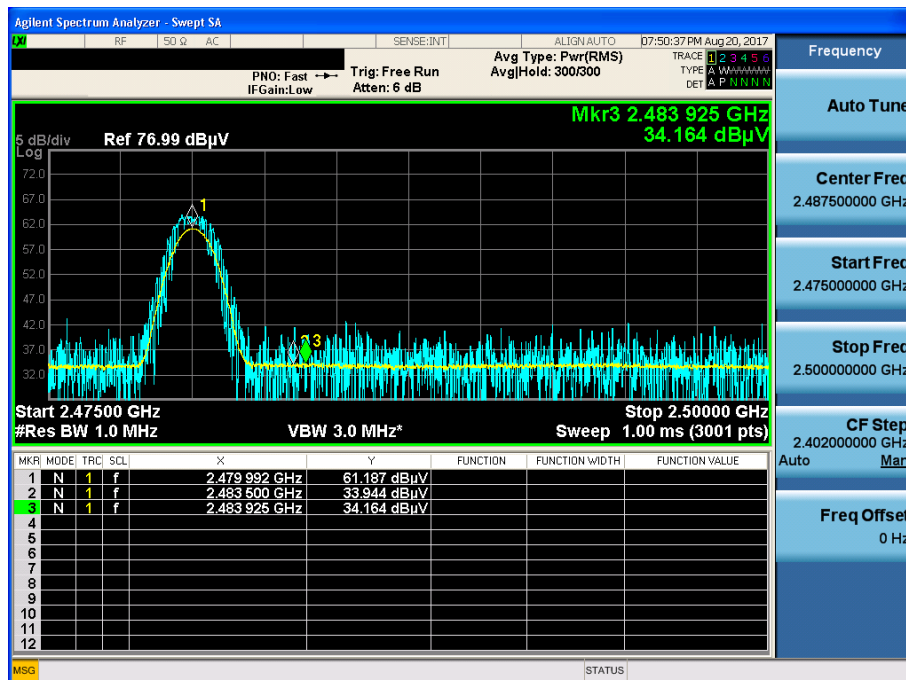 Agilent Spectrum Analyzer - Swept SA
LXI RF 50 Ω AC SENSE:INT ALIGN AUTO 07:50:37 PM Aug 20, 2017
PNO: Fast Trig: Free Run Avg Type: Pwr(RMS) TRACE 1 2 3 4 5 6
IFGain:Low Atten: 6 dB Avg|Hold: 300/300 TYPE A WWWWW
DET A P N N N N
Mkr3 2.483 925 GHz
34.164 dBµV
5 dB/div Ref 76.99 dBµV
Log
72.0
67.0
1
62.0
57.0
52.0
47.0
42.0
37.0
2 3
32.0
Start 2.47500 GHz Stop 2.50000 GHz
#Res BW 1.0 MHz VBW 3.0 MHz* Sweep 1.00 ms (3001 pts)
MKR MODE TRC SCL X Y FUNCTION FUNCTION WIDTH FUNCTION VALUE
1 N 1 f 2.479 992 GHz 61.187 dBµV
2 N 1 f 2.483 500 GHz 33.944 dBµV
3 N 1 f 2.483 925 GHz 34.164 dBµV
4
5
6
7
8
9
10
11
12
MSG STATUS
Frequency
Auto Tune
Center Freq
2.487500000 GHz
Start Freq
2.475000000 GHz
Stop Freq
2.500000000 GHz
CF Step
2.402000000 GHz
Auto Man
Freq Offset
0 Hz